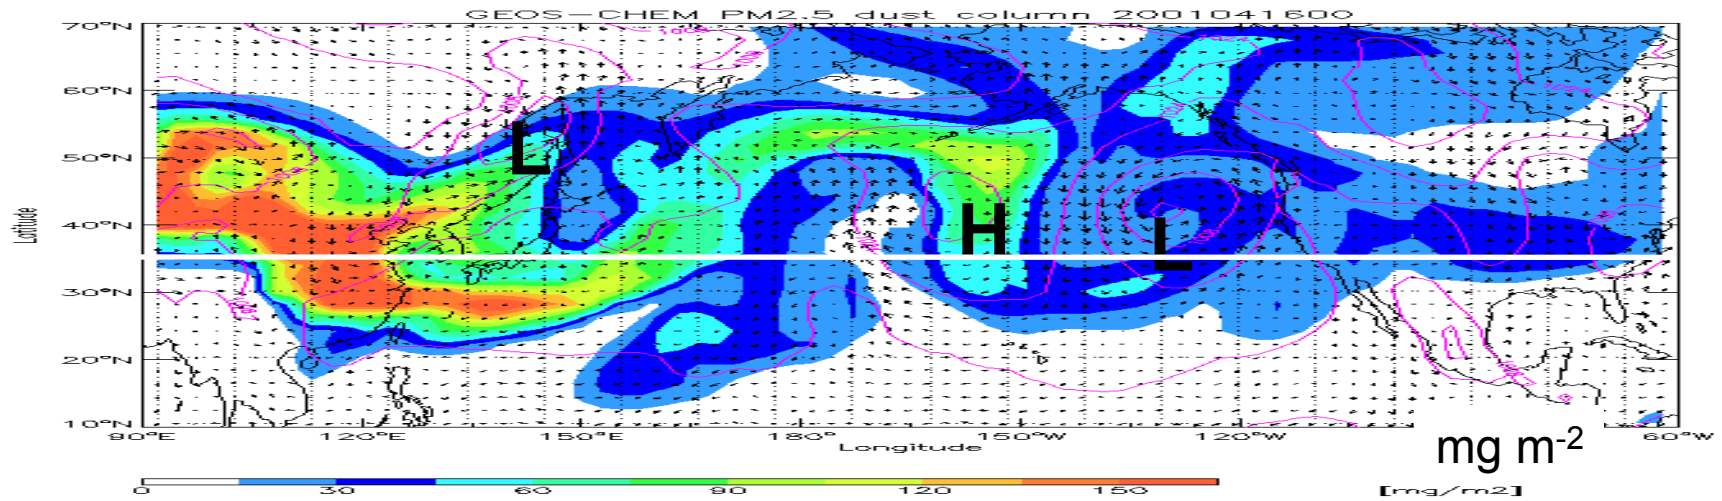 GEOS-CHEM PM2.5 dust column 2001041600
70°N
60°N
50°N
40°N
30°N
20°N
10°N
Latitude
L
H
L
90°E 120°E 150°E 180° 150°W 120°W 60°W
Longitude
mg m-2
0 30 60 90 120 150 [mg/m2]